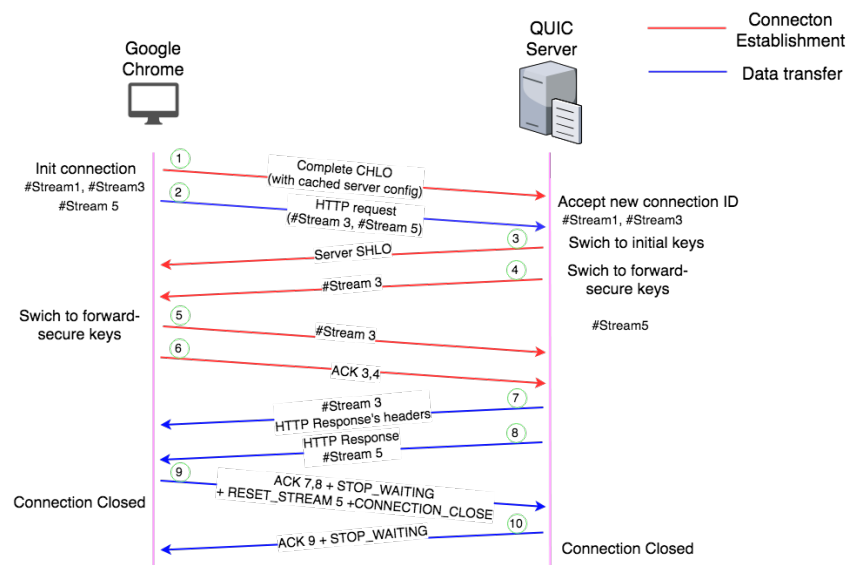 Google
Chrome
QUIC
Server
Connecton
Establishment
Data transfer
Init connection
#Stream1, #Stream3
#Stream 5
1
Complete CHLO
(with cached server config)
2
HTTP request
(#Stream 3, #Stream 5)
Accept new connection ID
#Stream1, #Stream3
3
Server SHLO
Swich to initial keys
4
#Stream 3
Swich to forward-
secure keys
#Stream5
Swich to forward-
secure keys
5
#Stream 3
6
ACK 3,4
7
#Stream 3
HTTP Response's headers
8
HTTP Response
#Stream 5
9
ACK 7,8 + STOP_WAITING
+ RESET_STREAM 5 +CONNECTION_CLOSE
Connection Closed
10
ACK 9 + STOP_WAITING
Connection Closed